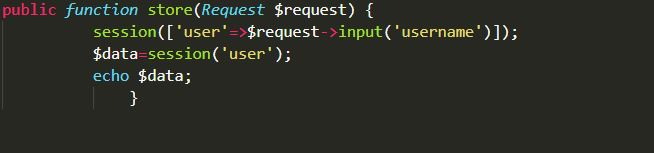 public function store(Request $request) {
session(['user'=>$request->input('username')]);
$data=session('user');
echo $data;
}